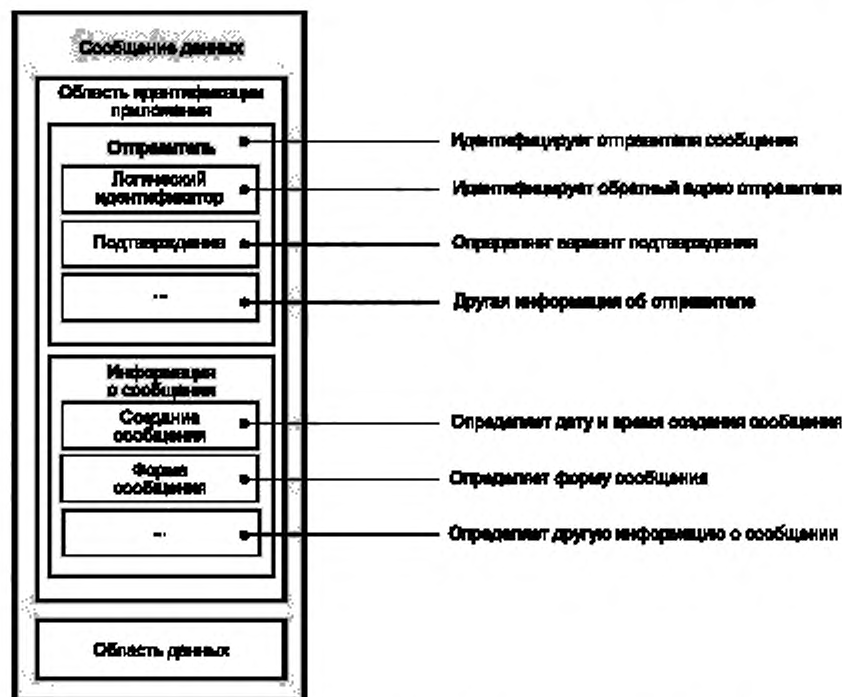 Сообщение данных
Область идентификации
приложения
Отправитель
Идентифицирует отправителя сообщения
Логический
идентификатор
Идентифицирует обратный адрес отправителя
Подтверждение
Определяет вариант подтверждения
...
Другая информация об отправителе
Информация
о сообщении
Создание
сообщения
Определяет дату и время создания сообщения
Форма
сообщения
Определяет форму сообщения
...
Определяет другую информацию о сообщении
Область данных